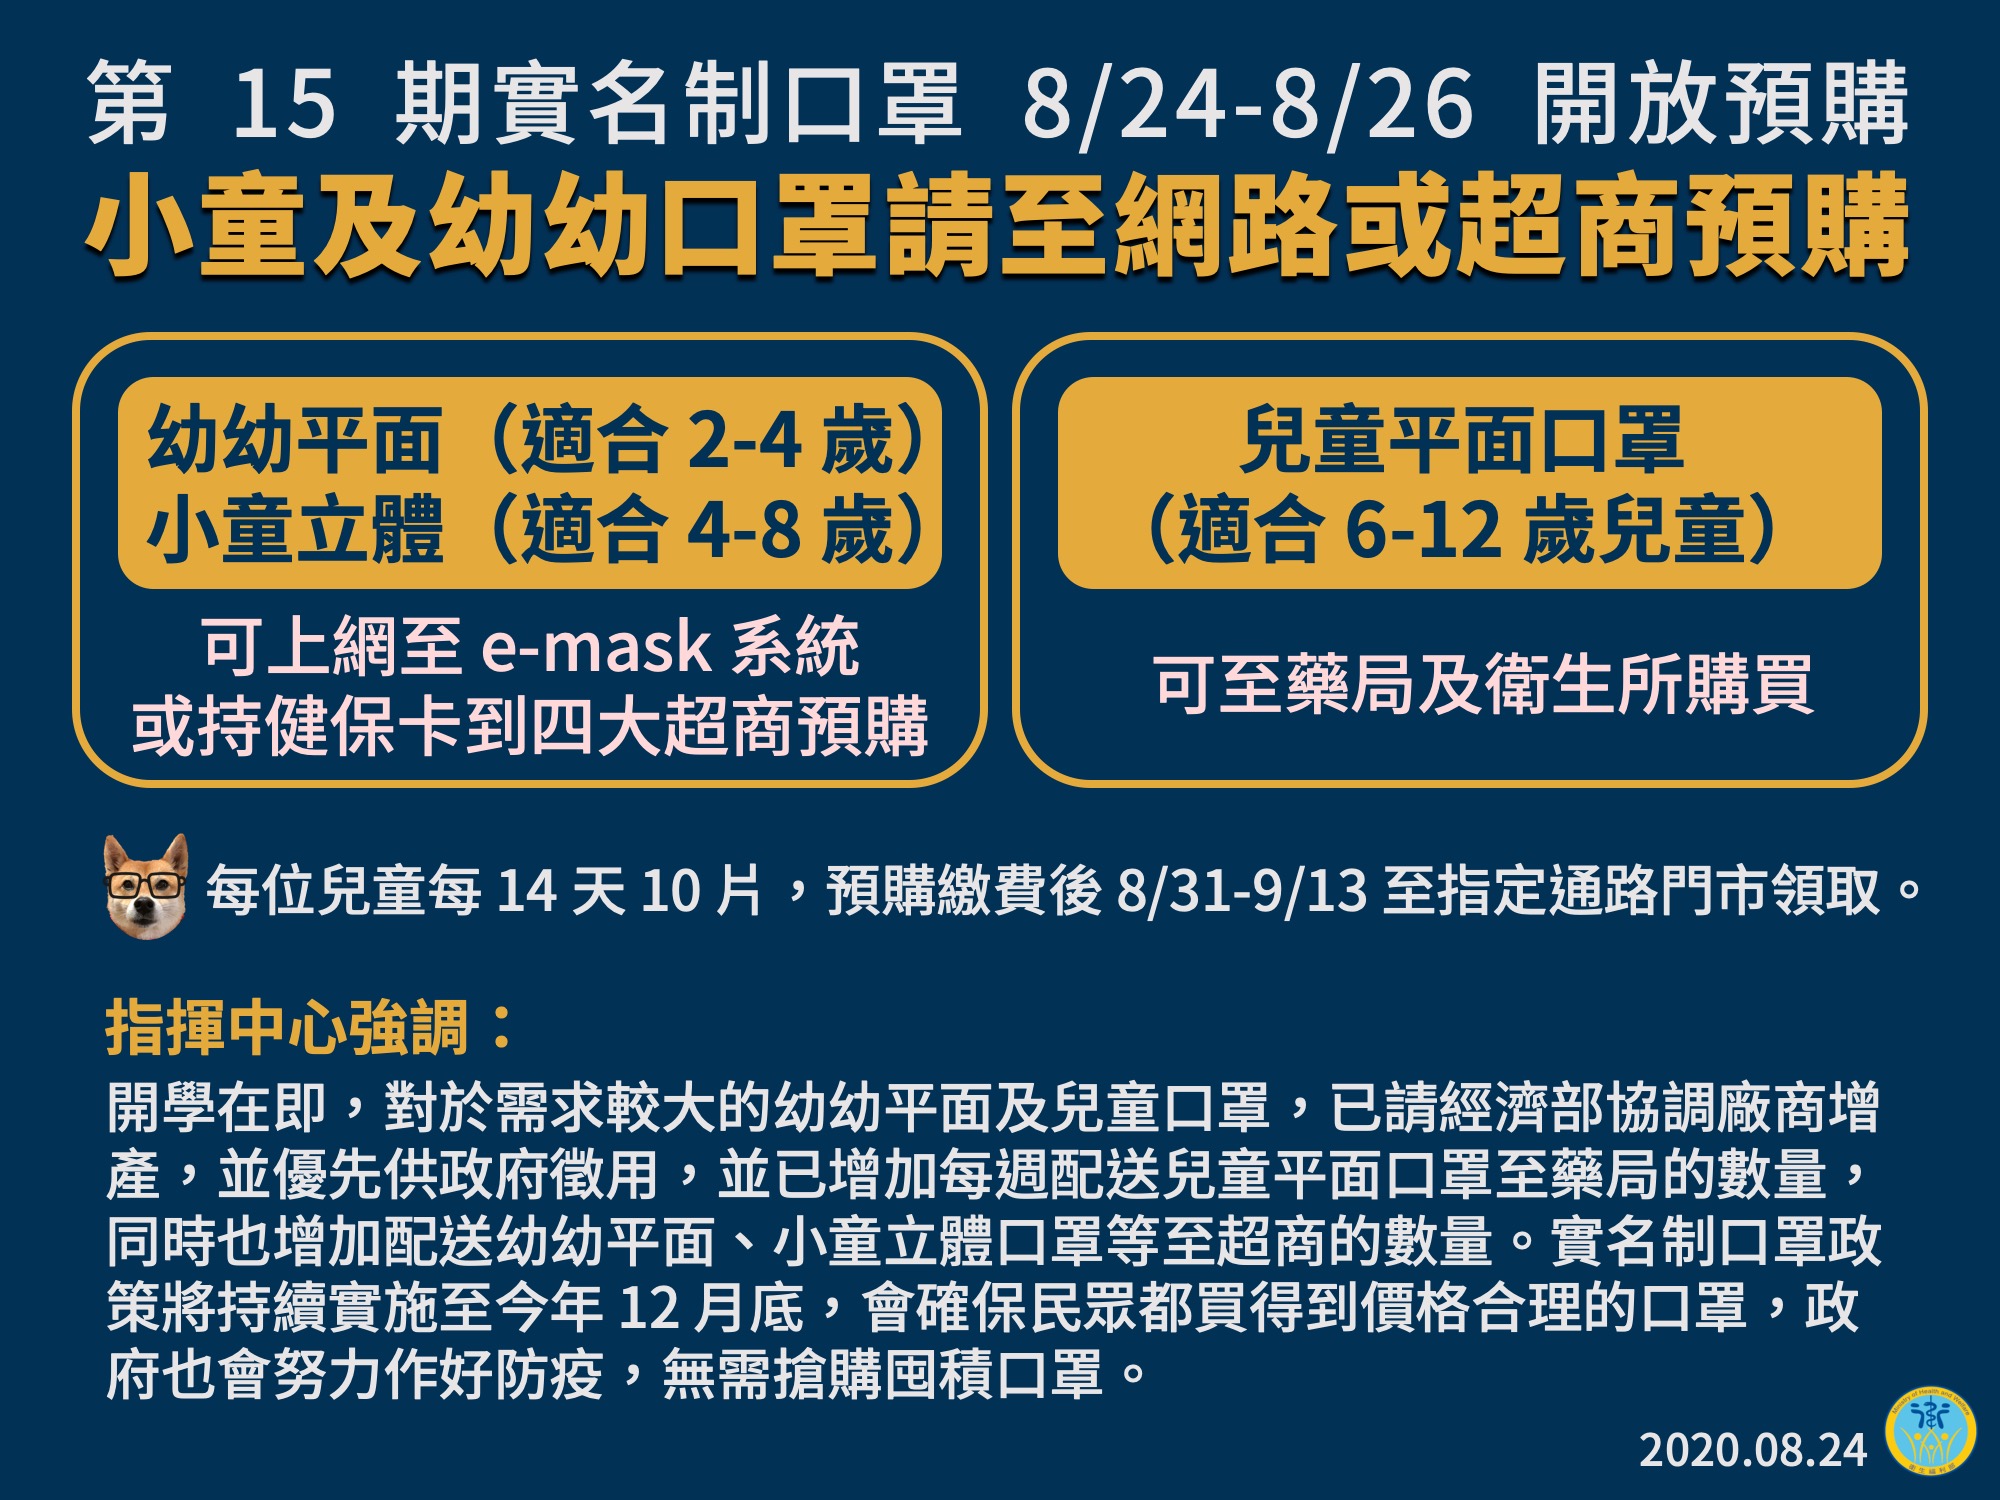 第 15 期實名制口罩 8/24-8/26 開放預購
小童及幼幼口罩請至網路或超商預購
幼幼平面（適合 2-4 歲）
小童立體（適合 4-8 歲）
可上網至 e-mask 系統
或持健保卡到四大超商預購
兒童平面口罩
（適合 6-12 歲兒童）
可至藥局及衛生所購買
每位兒童每 14 天 10 片，預購繳費後 8/31-9/13 至指定通路門市領取。
指揮中心強調：
開學在即，對於需求較大的幼幼平面及兒童口罩，已請經濟部協調廠商增
產，並優先供政府徵用，並已增加每週配送兒童平面口罩至藥局的數量，
同時也增加配送幼幼平面、小童立體口罩等至超商的數量。實名制口罩政
策將持續實施至今年 12 月底，會確保民眾都買得到價格合理的口罩，政
府也會努力作好防疫，無需搶購囤積口罩。
2020.08.24
Ministry of Health and Welfare
衛生福利部